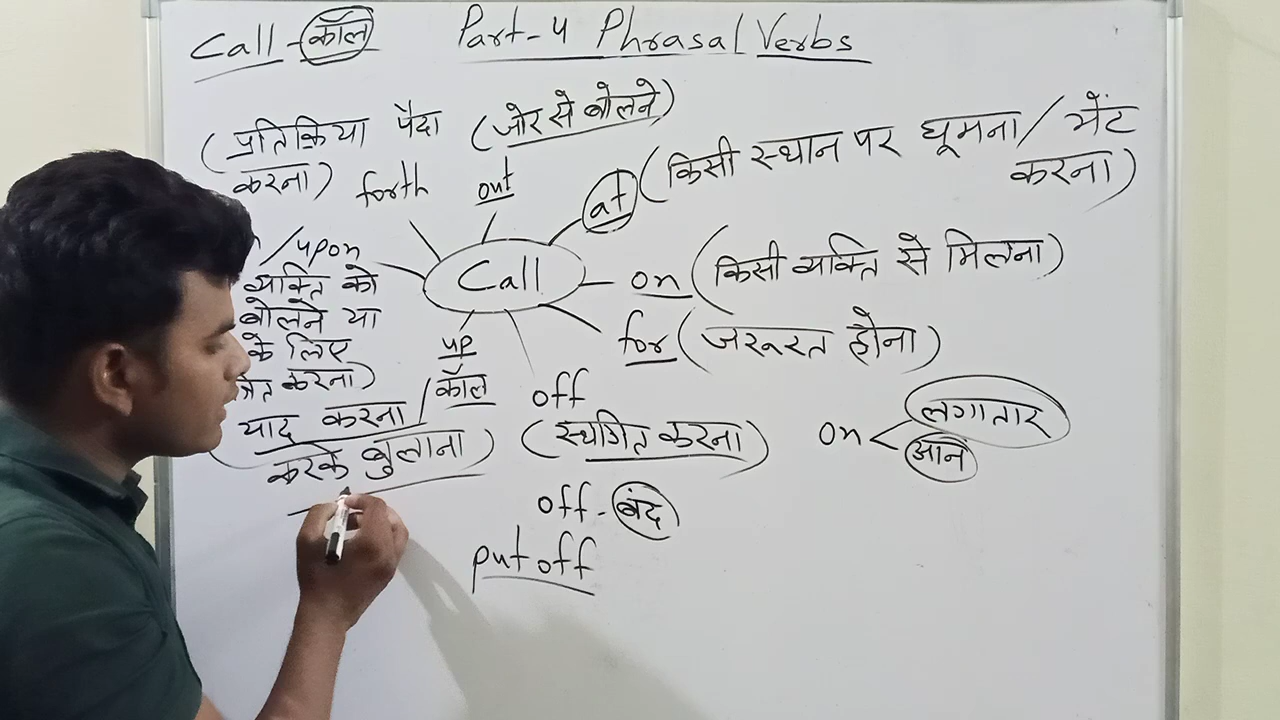 Call - कॉल Part-4 Phrasal Verbs
(प्रतिक्रिया पैदा
करना)
forth
(जोर से बोलने)
out
at (किसी स्थान पर घूमना / भेंट
करना)
Call
on (किसी व्यक्ति से मिलना)
for (जरूरत होना)
/upon
व्यक्ति को
बोलने या
के लिए
करना)
up
याद करना / कॉल
करके बुलाना)
off
(स्थगित करना)
on < लगातार
आन
off - बंद
put off